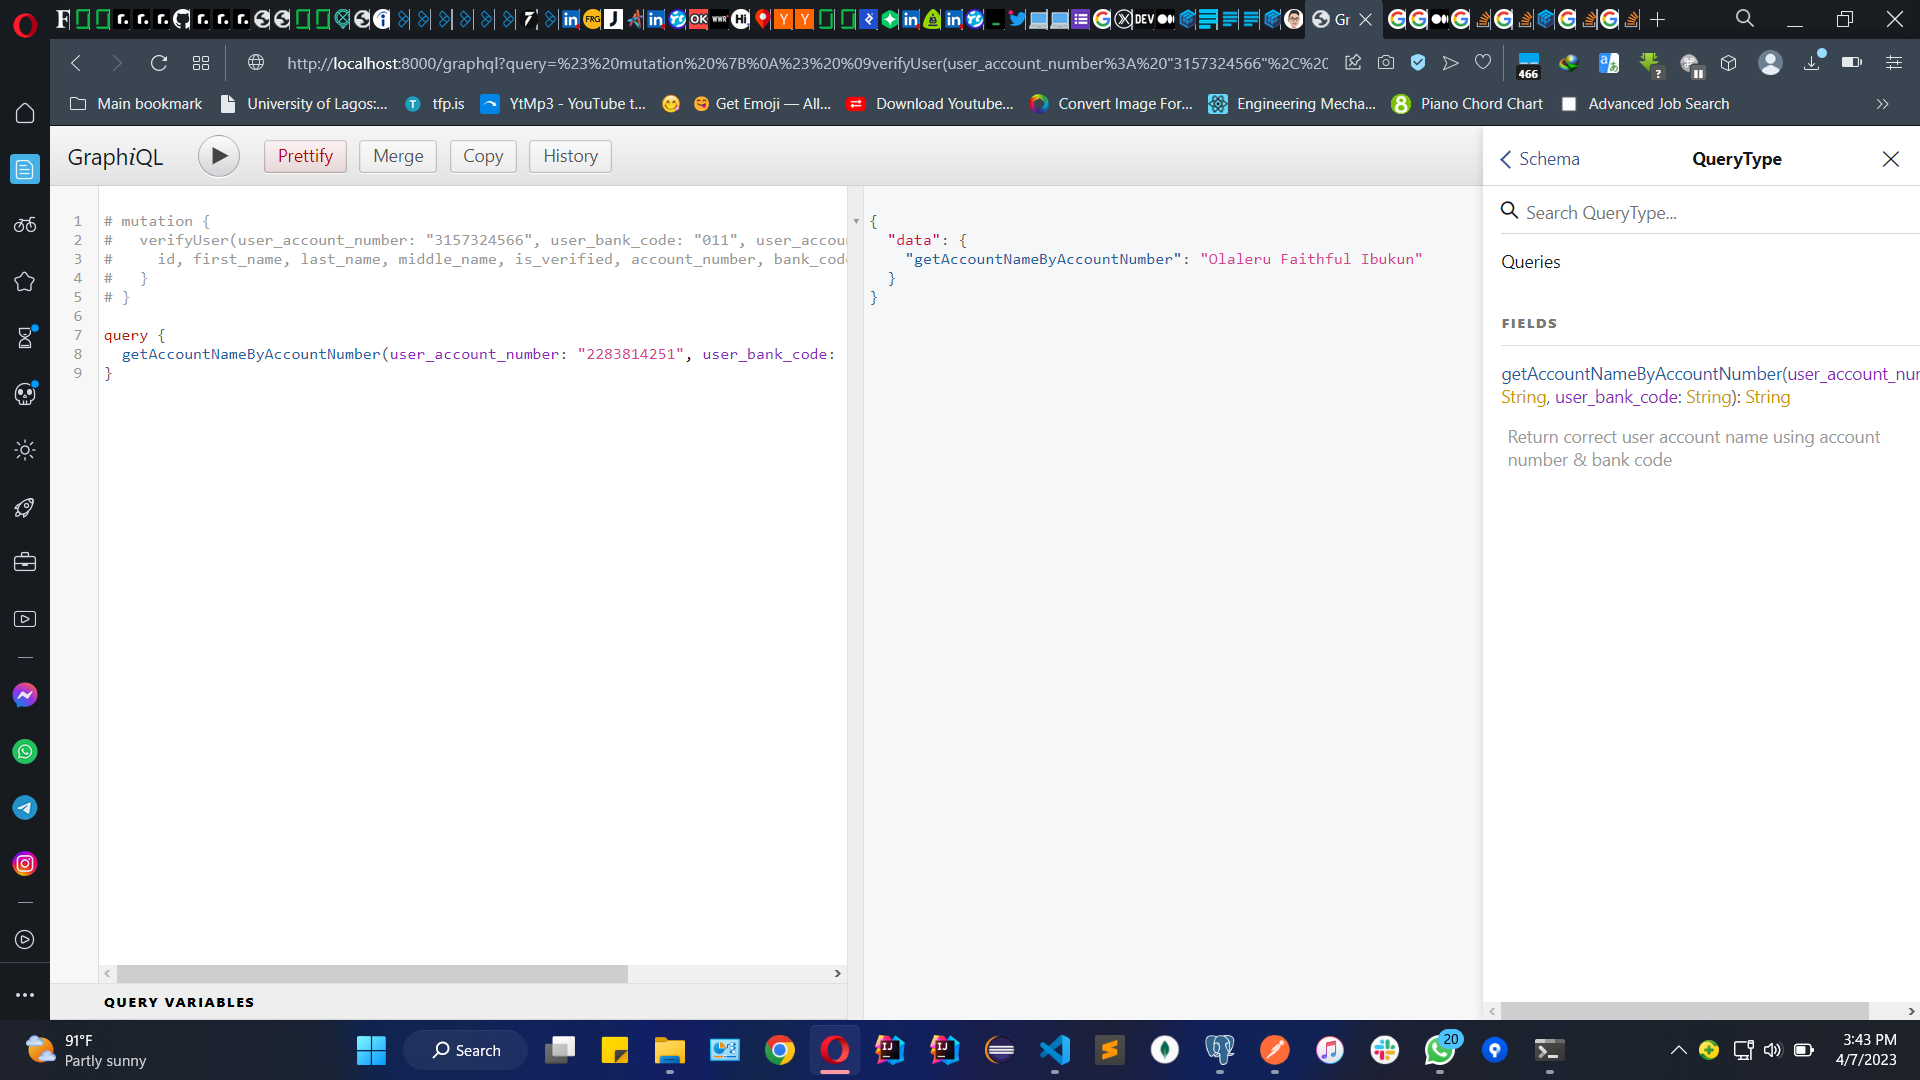 Gr
http://localhost:8000/graphql?query=%23%20mutation%20%7B%0A%23%20%09verifyUser(user_account_number%3A%20"3157324566"%2C%20
466
Main bookmark
University of Lagos:...
tfp.is
YtMp3 - YouTube t...
Get Emoji — All...
Download Youtube...
Convert Image For...
Engineering Mecha...
Piano Chord Chart
Advanced Job Search
GraphiQL
Prettify
Merge
Copy
History
Schema
QueryType
Search QueryType...
Queries
FIELDS
getAccountNameByAccountNumber(user_account_nu
String, user_bank_code: String): String
Return correct user account name using account
number & bank code
1 # mutation {
2 #   verifyUser(user_account_number: "3157324566", user_bank_code: "011", user_accou
3 #     id, first_name, last_name, middle_name, is_verified, account_number, bank_cod
4 #   }
5 # }
6
7 query {
8   getAccountNameByAccountNumber(user_account_number: "2283814251", user_bank_code:
9 }
{
  "data": {
    "getAccountNameByAccountNumber": "Olaleru Faithful Ibukun"
  }
}
QUERY VARIABLES
91°F
Partly sunny
Search
20
3:43 PM
4/7/2023